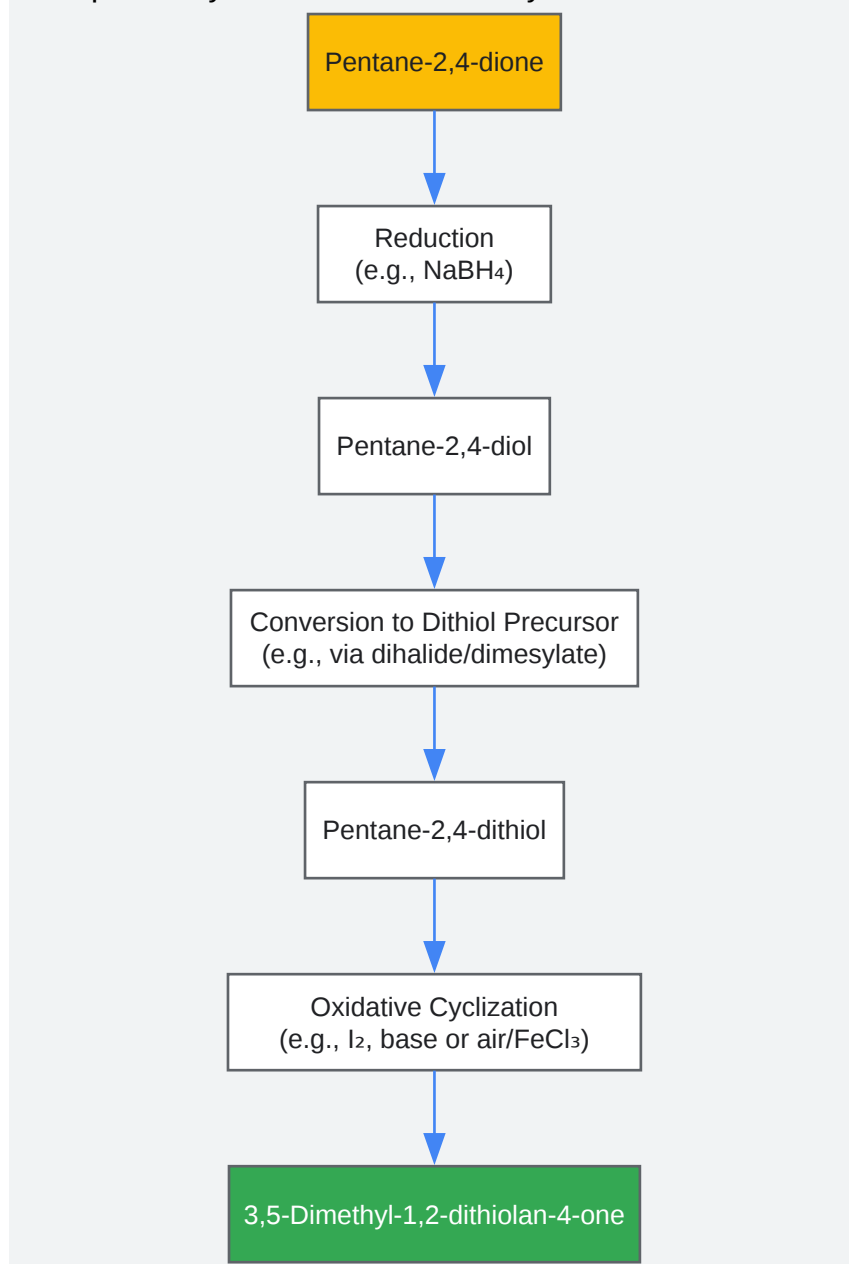 Pentane-2,4-dione
Reduction
(e.g., NaBH₄)
Pentane-2,4-diol
Conversion to Dithiol Precursor
(e.g., via dihalide/dimesylate)
Pentane-2,4-dithiol
Oxidative Cyclization
(e.g., I₂, base or air/FeCl₃)
3,5-Dimethyl-1,2-dithiolan-4-one